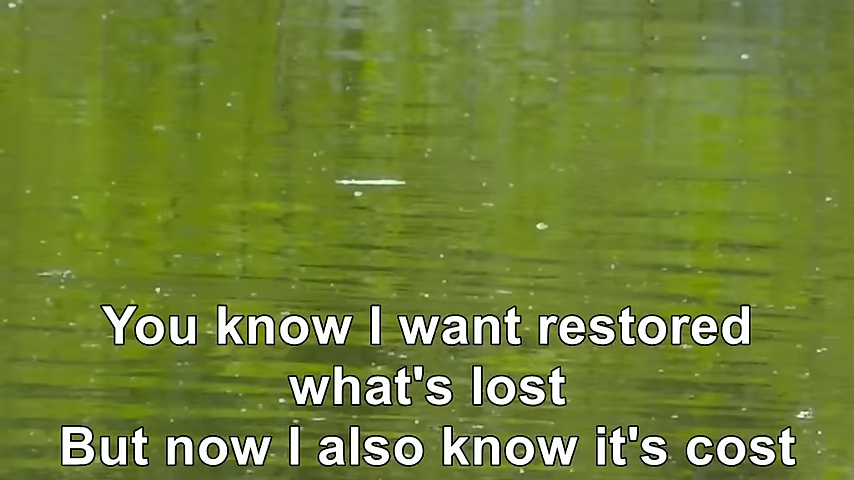 You know I want restored
what's lost
But now I also know it's cost